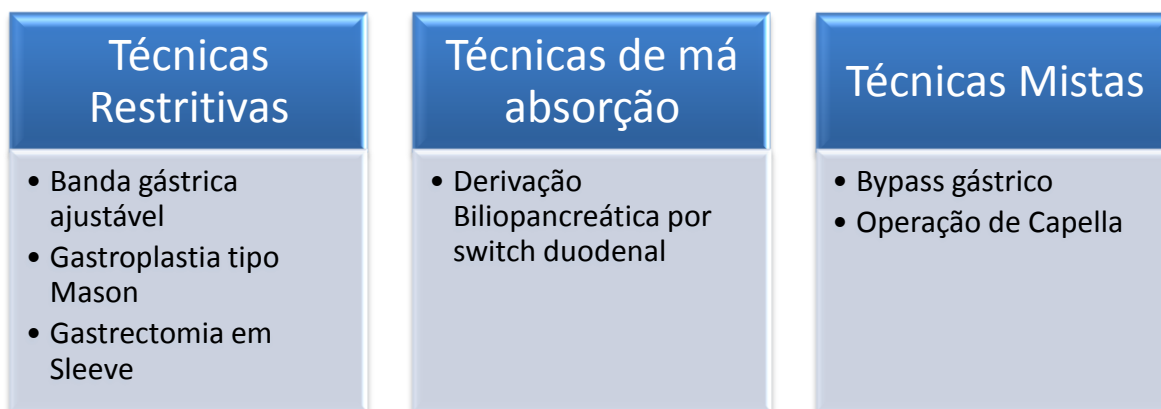 Técnicas
Restritivas
• Banda gástrica
ajustável
• Gastroplastia tipo
Mason
• Gastrectomia em
Sleeve
Técnicas de má
absorção
• Derivação
Biliopancreática por
switch duodenal
Técnicas Mistas
• Bypass gástrico
• Operação de Capella